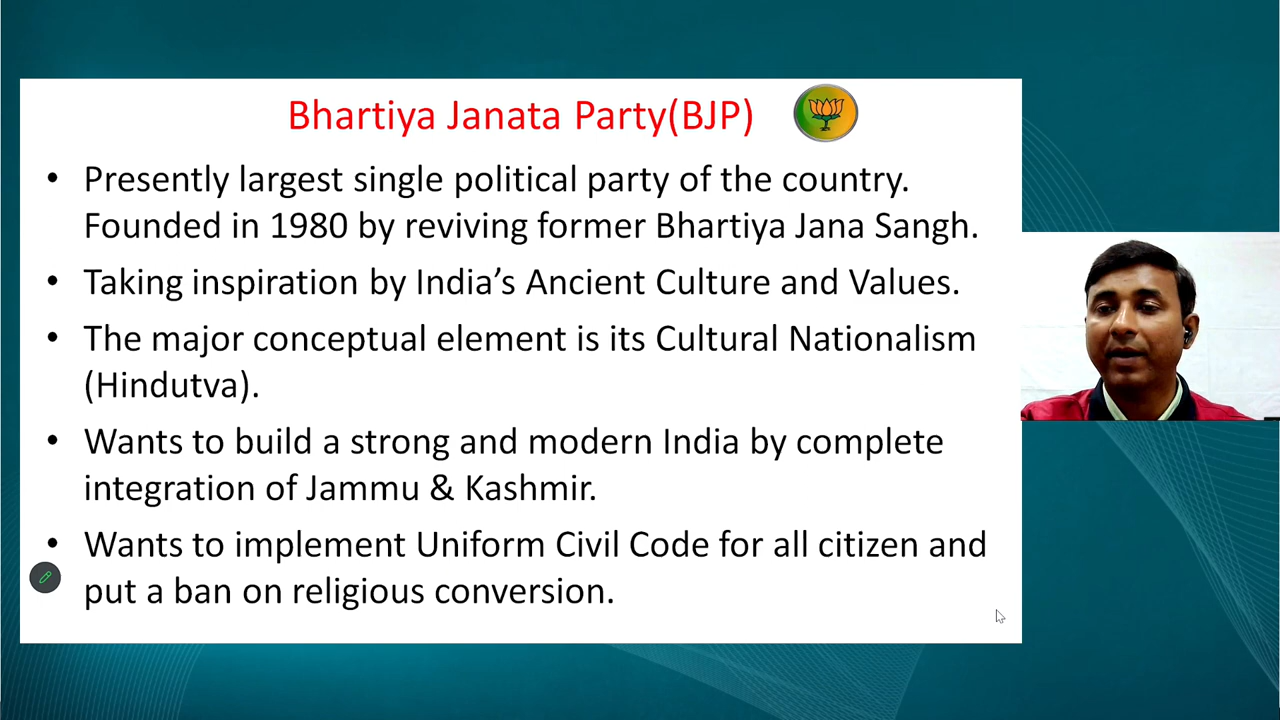 Bhartiya Janata Party(BJP)
• Presently largest single political party of the country.
Founded in 1980 by reviving former Bhartiya Jana Sangh.
• Taking inspiration by India’s Ancient Culture and Values.
• The major conceptual element is its Cultural Nationalism
(Hindutva).
• Wants to build a strong and modern India by complete
integration of Jammu & Kashmir.
• Wants to implement Uniform Civil Code for all citizen and
put a ban on religious conversion.